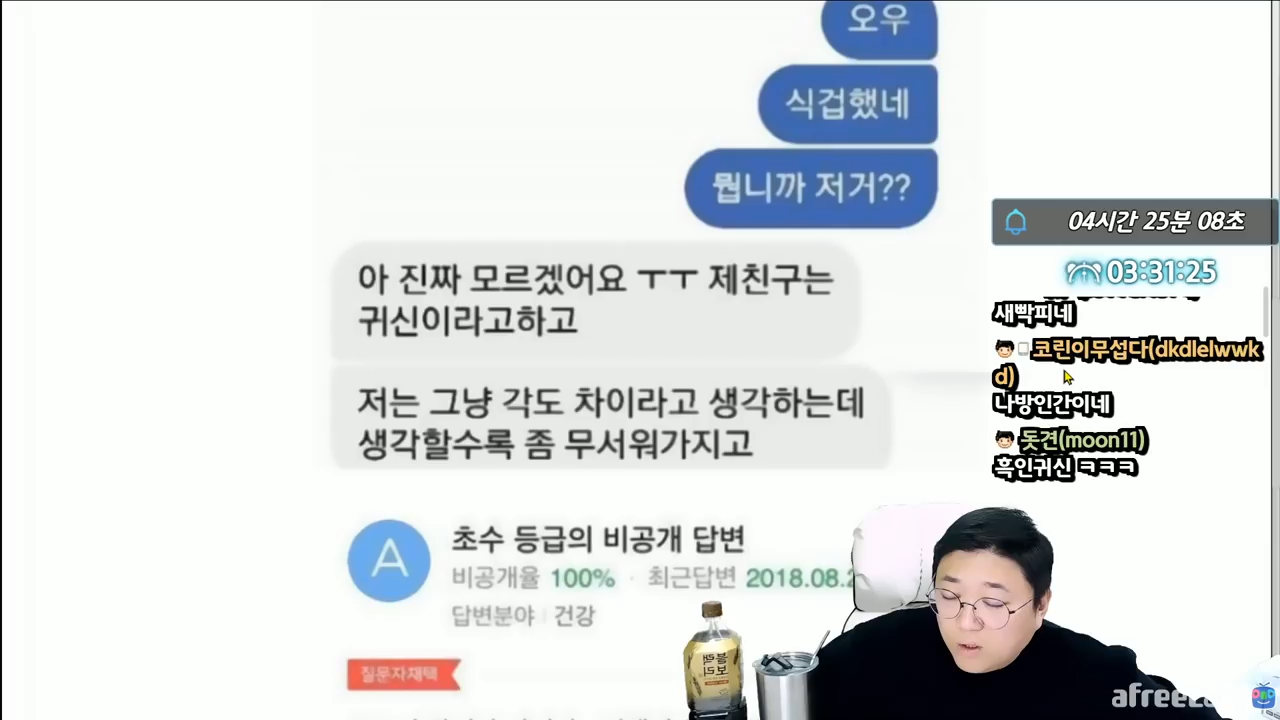 오우
식겁했네
뭡니까 저거??
아 진짜 모르겠어요 ㅜㅜ 제친구는
귀신이라고하고
저는 그냥 각도 차이라고 생각하는데
생각할수록 좀 무서워가지고
A
초수 등급의 비공개 답변
비공개율 100% · 최근답변 2018.08.2
답변분야 건강
질문자채택
04시간 25분 08초
03:31:25
새빡피네
코린이무섭다(dkdlelwwk
d)
나방인간이네
돗견(moon11)
흑인귀신 ㅋㅋㅋ
블랙
보리
afreeca